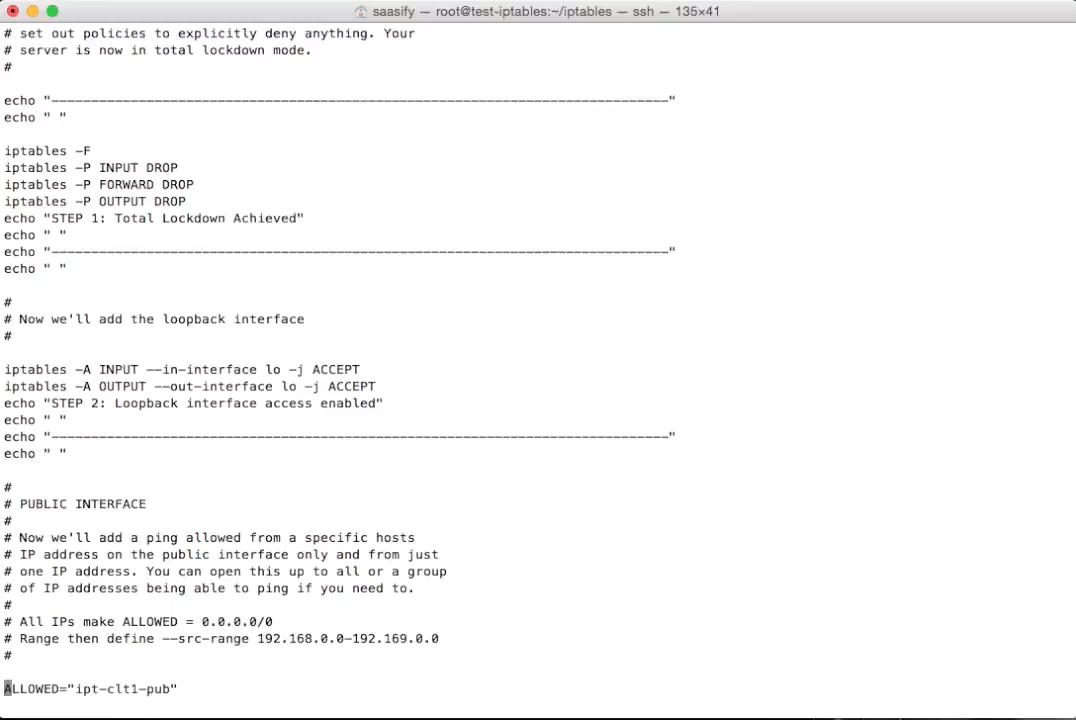 saasify — root@test-iptables:~/iptables — ssh — 135×41
# set out policies to explicitly deny anything. Your
# server is now in total lockdown mode.
#
echo "------------------------------------------------------------------------------"
echo " "
iptables -F
iptables -P INPUT DROP
iptables -P FORWARD DROP
iptables -P OUTPUT DROP
echo "STEP 1: Total Lockdown Achieved"
echo " "
echo "------------------------------------------------------------------------------"
echo " "
#
# Now we'll add the loopback interface
#
iptables -A INPUT --in-interface lo -j ACCEPT
iptables -A OUTPUT --out-interface lo -j ACCEPT
echo "STEP 2: Loopback interface access enabled"
echo " "
echo "------------------------------------------------------------------------------"
echo " "
#
# PUBLIC INTERFACE
#
# Now we'll add a ping allowed from a specific hosts
# IP address on the public interface only and from just
# one IP address. You can open this up to all or a group
# of IP addresses being able to ping if you need to.
#
# All IPs make ALLOWED = 0.0.0.0/0
# Range then define --src-range 192.168.0.0-192.169.0.0
#
ALLOWED="ipt-clt1-pub"